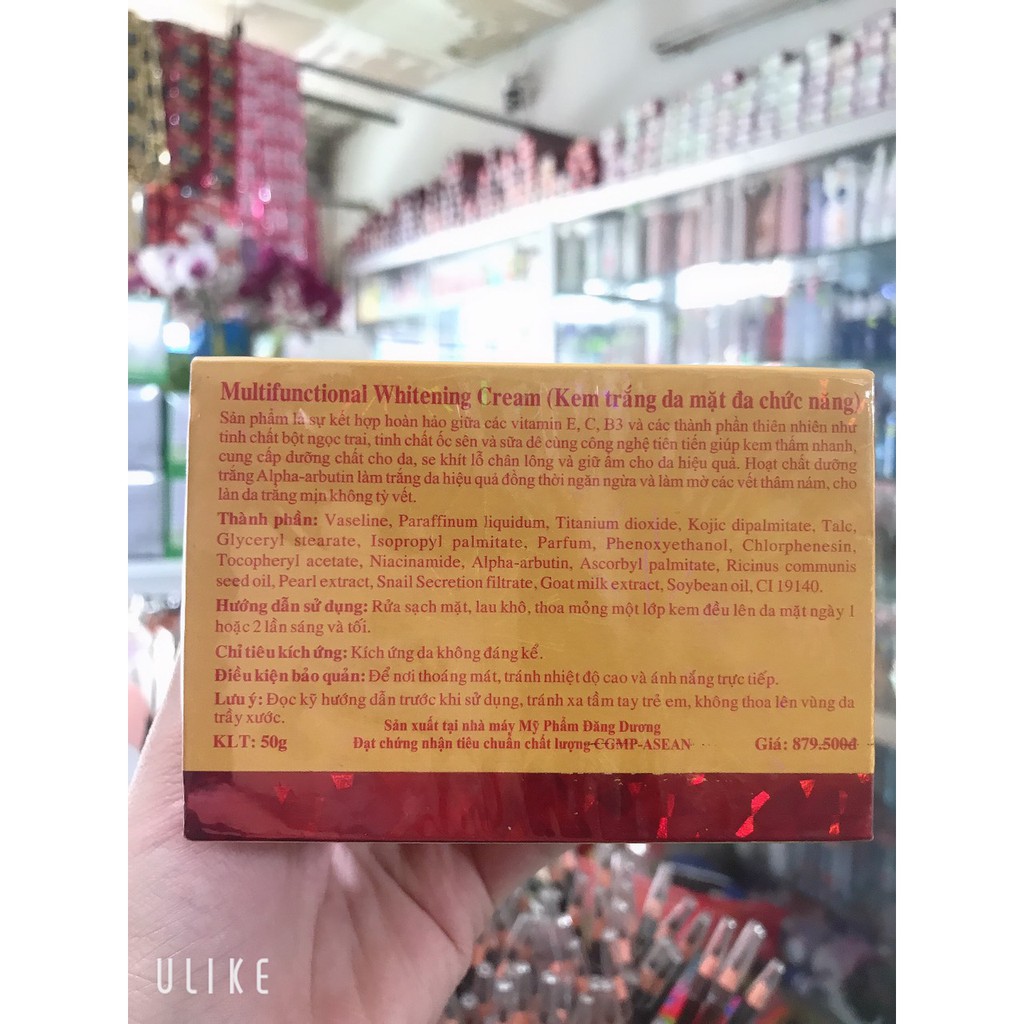 Multifunctional Whitening Cream (Kem trắng da mặt đa chức năng)
Sản phẩm là sự kết hợp hoàn hảo giữa các vitamin E, C, B3 và các thành phần thiên nhiên như
tinh chất bột ngọc trai, tinh chất ốc sên và sữa dê cùng công nghệ tiên tiến giúp kem thấm nhanh,
cung cấp dưỡng chất cho da, se khít lỗ chân lông và giữ ẩm cho da hiệu quả. Hoạt chất dưỡng
trắng Alpha-arbutin làm trắng da hiệu quả đồng thời ngăn ngừa và làm mờ các vết thâm nám, cho
làn da trắng mịn không tỳ vết.
Thành phần: Vaseline, Paraffinum liquidum, Titanium dioxide, Kojic dipalmitate, Talc,
Glyceryl stearate, Isopropyl palmitate, Parfum, Phenoxyethanol, Chlorphenesin,
Tocopheryl acetate, Niacinamide, Alpha-arbutin, Ascorbyl palmitate, Ricinus communis
seed oil, Pearl extract, Snail Secretion filtrate, Goat milk extract, Soybean oil, CI 19140.
Hướng dẫn sử dụng: Rửa sạch mặt, lau khô, thoa mỏng một lớp kem đều lên da mặt ngày 1
hoặc 2 lần sáng và tối.
Chỉ tiêu kích ứng: Kích ứng da không đáng kể.
Điều kiện bảo quản: Để nơi thoáng mát, tránh nhiệt độ cao và ánh nắng trực tiếp.
Lưu ý: Đọc kỹ hướng dẫn trước khi sử dụng, tránh xa tầm tay trẻ em, không thoa lên vùng da
trầy xước.
Sản xuất tại nhà máy Mỹ Phẩm Đăng Dương
KLT: 50g Đạt chứng nhận tiêu chuẩn chất lượng CGMP-ASEAN Giá: 879.500đ
ULIKE